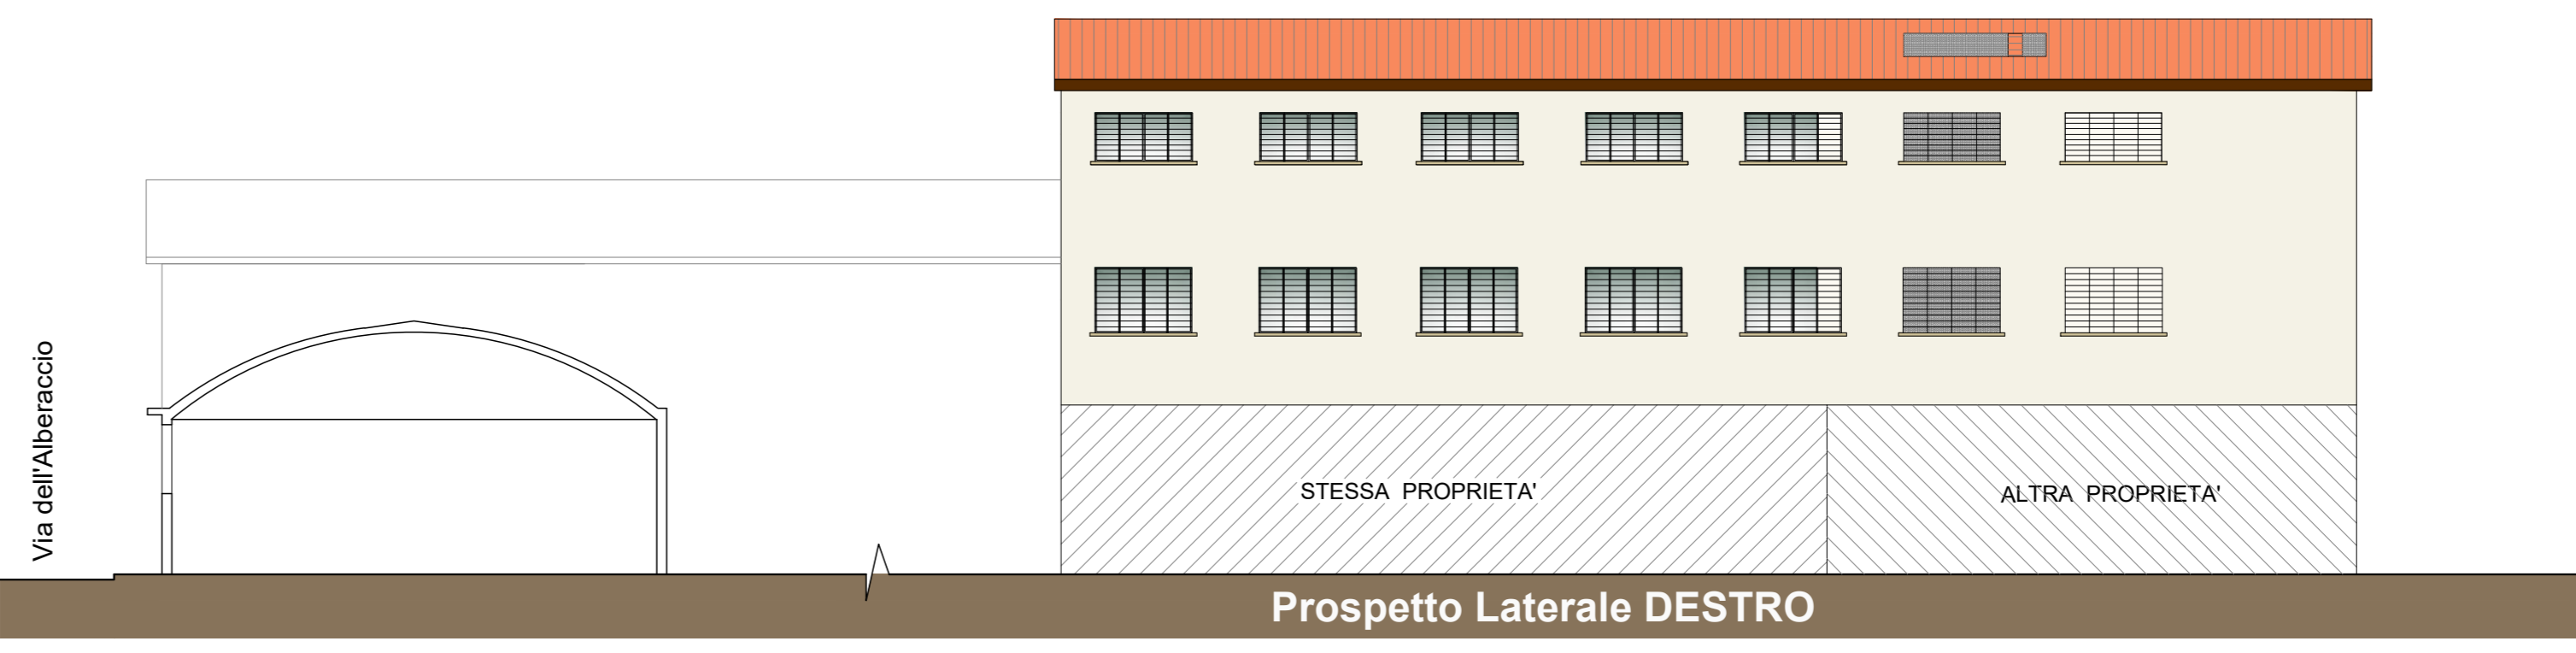 Via dell'Alberaccio
STESSA PROPRIETA'
ALTRA PROPRIETA'
Prospetto Laterale DESTRO